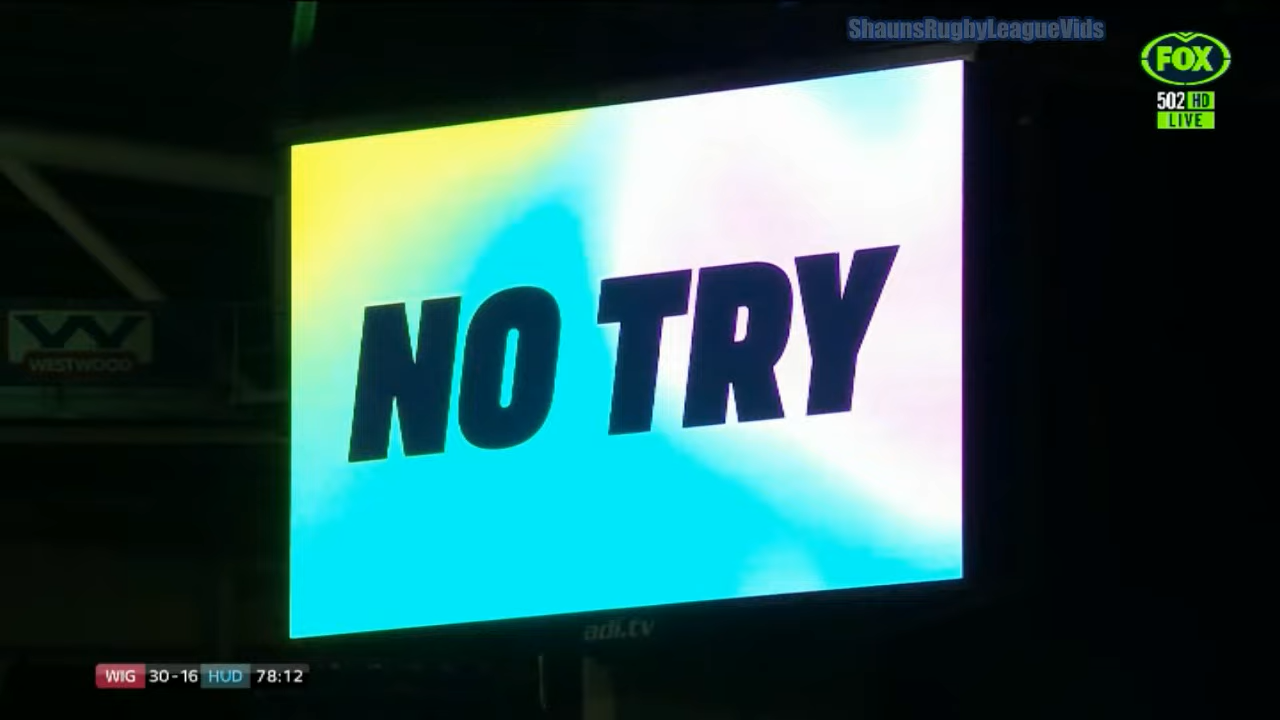 ShaunsRugbyLeagueVids
FOX
502 HD
LIVE
NO TRY
WESTWOOD
adi.tv
WIG 30-16 HUD 78:12